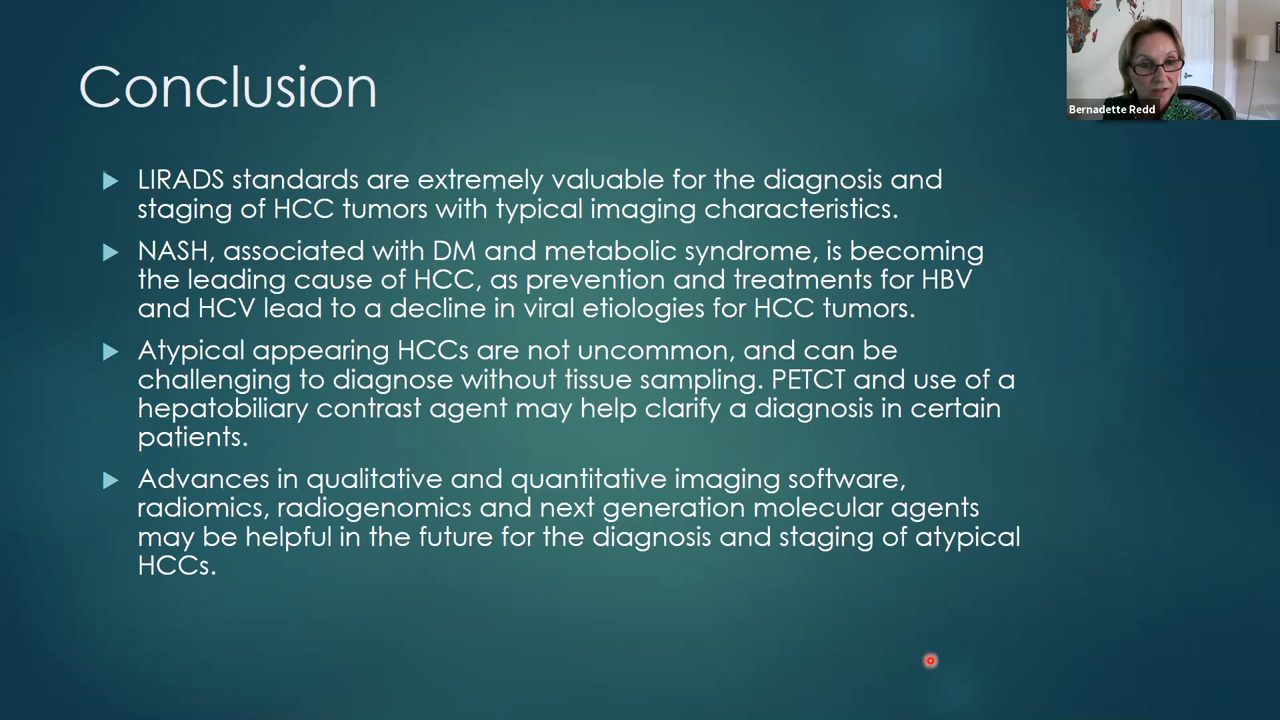 Conclusion
Bernadette Redd
LIRADS standards are extremely valuable for the diagnosis and
staging of HCC tumors with typical imaging characteristics.
NASH, associated with DM and metabolic syndrome, is becoming
the leading cause of HCC, as prevention and treatments for HBV
and HCV lead to a decline in viral etiologies for HCC tumors.
Atypical appearing HCCs are not uncommon, and can be
challenging to diagnose without tissue sampling. PETCT and use of a
hepatobiliary contrast agent may help clarify a diagnosis in certain
patients.
Advances in qualitative and quantitative imaging software,
radiomics, radiogenomics and next generation molecular agents
may be helpful in the future for the diagnosis and staging of atypical
HCCs.